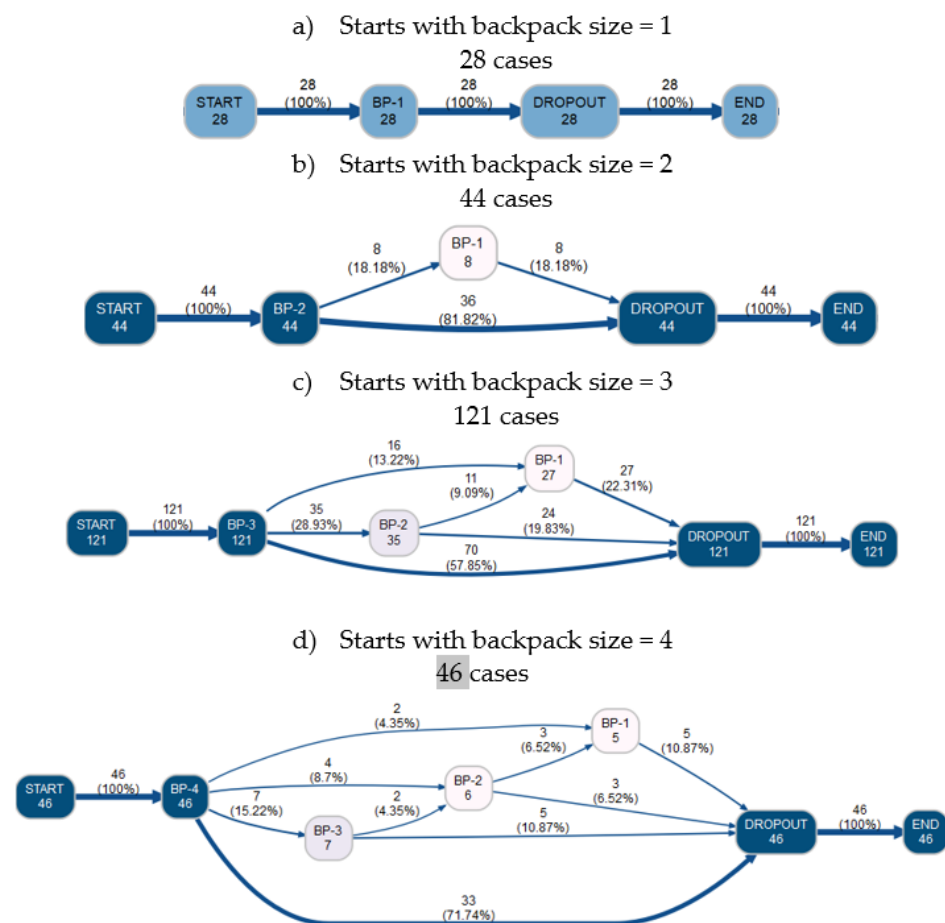 a) Starts with backpack size = 1
28 cases
START
28
28
(100%)
BP-1
28
28
(100%)
DROPOUT
28
28
(100%)
END
28
b) Starts with backpack size = 2
44 cases
START
44
44
(100%)
BP-2
44
8
(18.18%)
BP-1
8
8
(18.18%)
36
(81.82%)
DROPOUT
44
44
(100%)
END
44
c) Starts with backpack size = 3
121 cases
START
121
121
(100%)
BP-3
121
16
(13.22%)
35
(28.93%)
BP-2
35
11
(9.09%)
BP-1
27
27
(22.31%)
24
(19.83%)
70
(57.85%)
DROPOUT
121
121
(100%)
END
121
d) Starts with backpack size = 4
46 cases
START
46
46
(100%)
BP-4
46
2
(4.35%)
4
(8.7%)
7
(15.22%)
BP-3
7
2
(4.35%)
BP-2
6
3
(6.52%)
BP-1
5
5
(10.87%)
3
(6.52%)
5
(10.87%)
33
(71.74%)
DROPOUT
46
46
(100%)
END
46